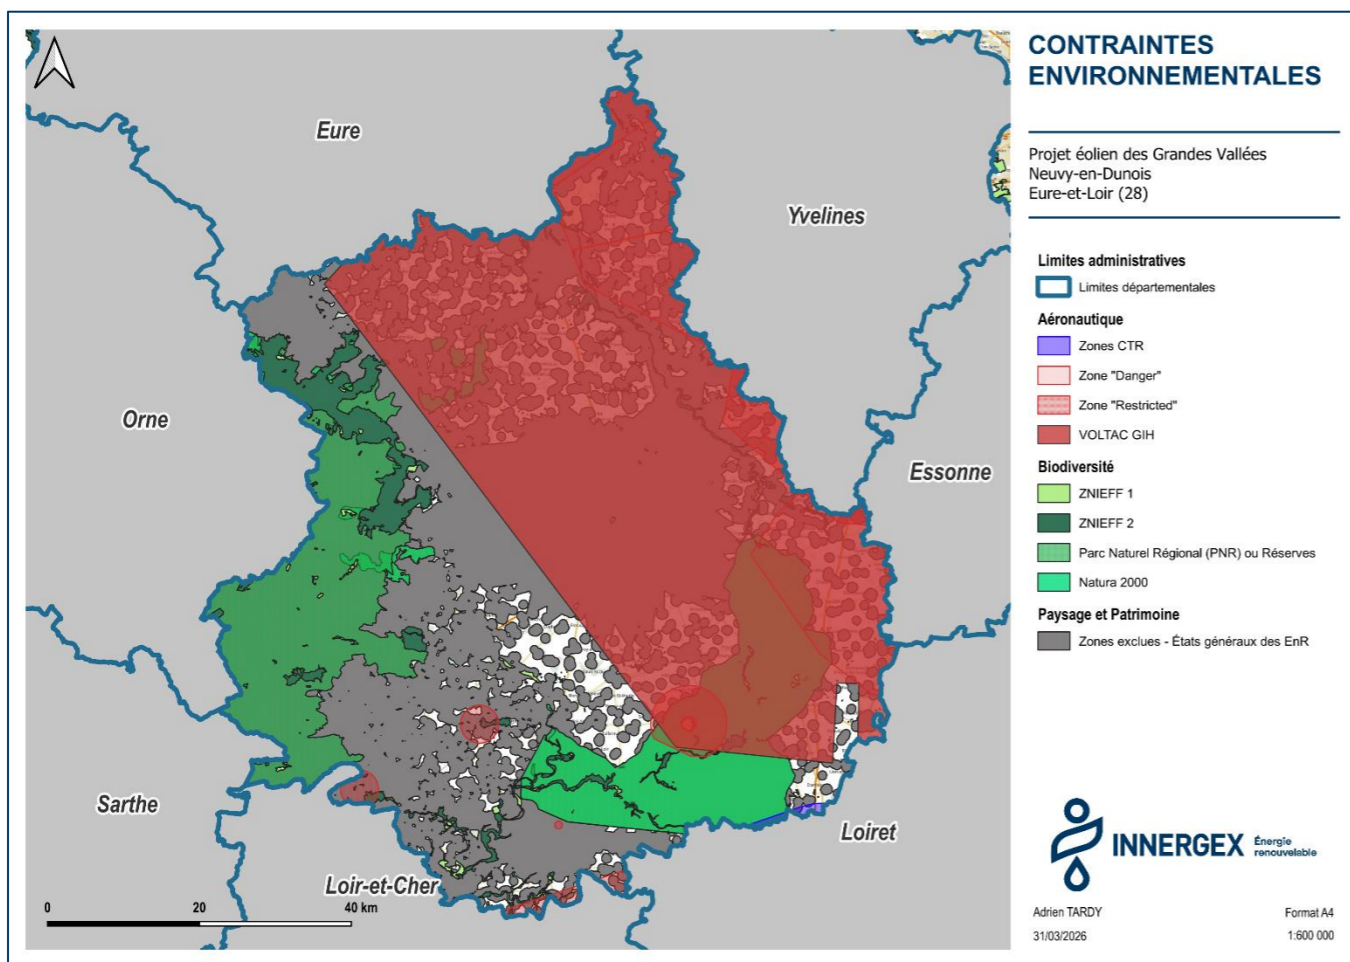 CONTRAINTES
ENVIRONNEMENTALES
Projet éolien des Grandes Vallées
Neuvy-en-Dunois
Eure-et-Loir (28)
Limites administratives
Limites départementales
Aéronautique
Zones CTR
Zone "Danger"
Zone "Restricted"
VOLTAC GIH
Biodiversité
ZNIEFF 1
ZNIEFF 2
Parc Naturel Régional (PNR) ou Réserves
Natura 2000
Paysage et Patrimoine
Zones exclues - États généraux des EnR
Eure
Yvelines
Orne
Essonne
Sarthe
Loiret
Loir-et-Cher
0 20 40 km
INNERGEX
Énergie
renouvelable
Adrien TARDY
Format A4
31/03/2026
1:600 000